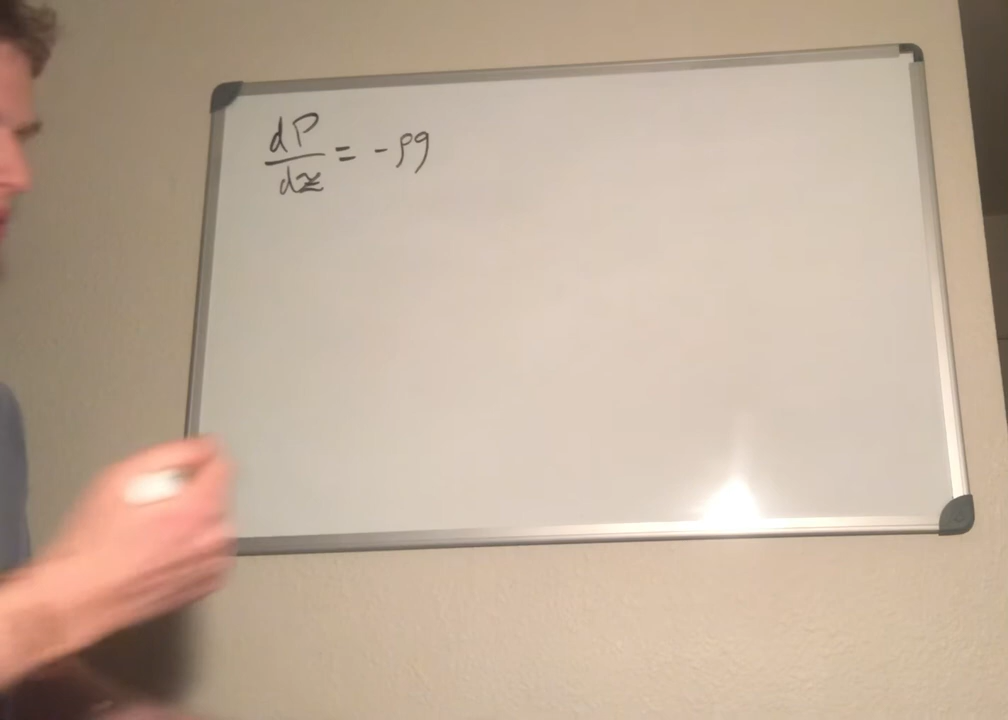 dP/dz = -ρg